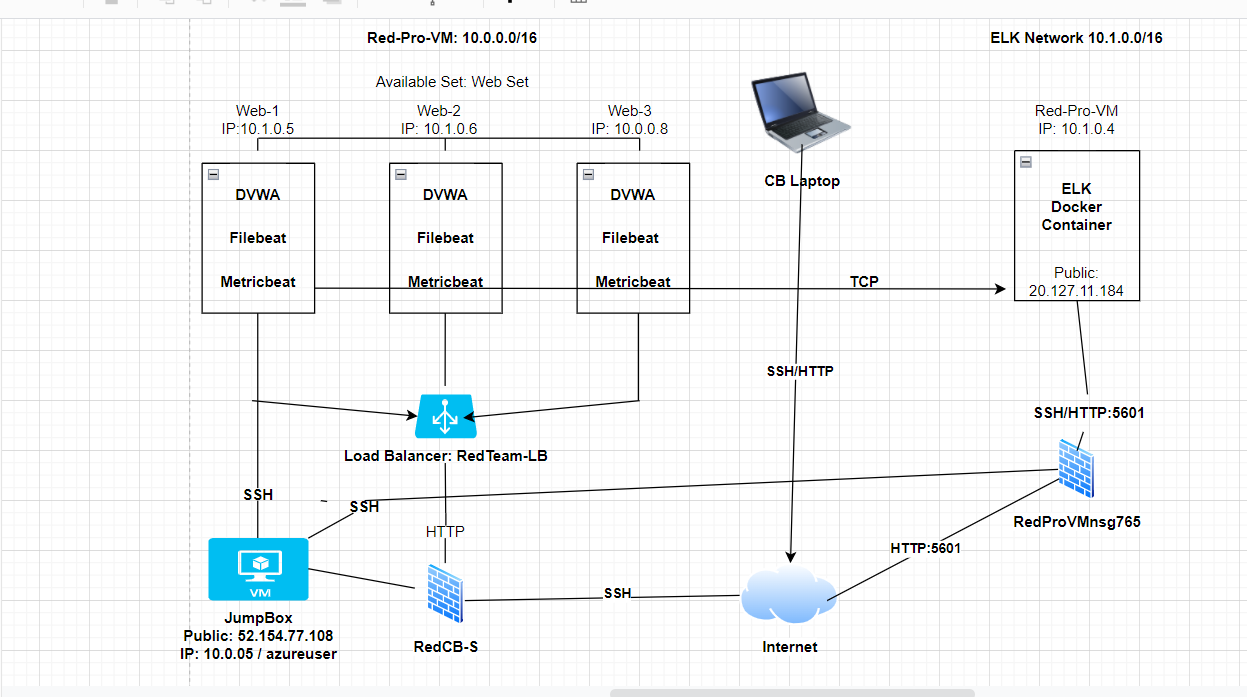 Red-Pro-VM: 10.0.0.0/16
ELK Network 10.1.0.0/16
Available Set: Web Set
Web-1
IP:10.1.0.5
Web-2
IP: 10.1.0.6
Web-3
IP: 10.0.0.8
Red-Pro-VM
IP: 10.1.0.4
DVWA
Filebeat
Metricbeat
DVWA
Filebeat
Metricbeat
DVWA
Filebeat
Metricbeat
CB Laptop
ELK
Docker
Container
Public:
20.127.11.184
TCP
SSH/HTTP
SSH/HTTP:5601
Load Balancer: RedTeam-LB
SSH
SSH
HTTP
RedProVMnsg765
HTTP:5601
VM
SSH
JumpBox
Public: 52.154.77.108
IP: 10.0.05 / azureuser
RedCB-S
Internet